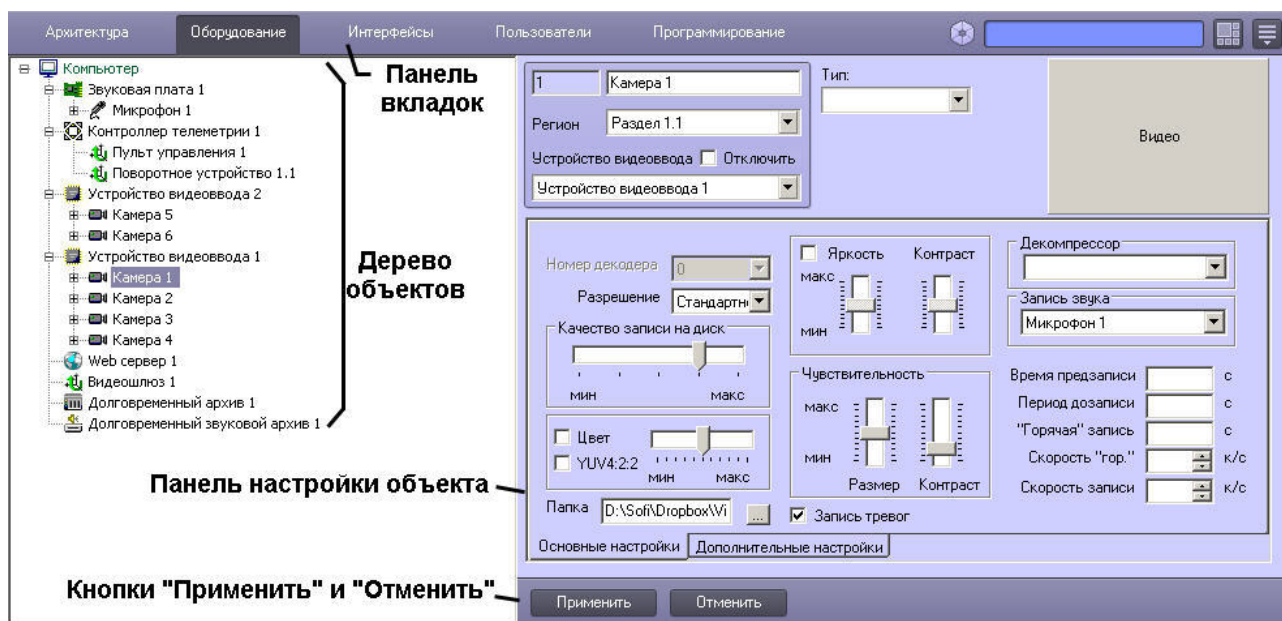 Архитектура Оборудование Интерфейсы Пользователи Программирование
Панель вкладок
Компьютер
Звуковая плата 1
Микрофон 1
Контроллер телеметрии 1
Пульт управления 1
Поворотное устройство 1.1
Устройство видеоввода 2
Камера 5
Камера 6
Устройство видеоввода 1
Камера 1
Камера 2
Камера 3
Камера 4
Web сервер 1
Видеошлюз 1
Долговременный архив 1
Долговременный звуковой архив 1
Дерево объектов
Панель настройки объекта
Кнопки "Применить" и "Отменить"
1 Камера 1
Регион Раздел 1.1
Устройство видеоввода Отключить
Устройство видеоввода 1
Тип:
Видео
Номер декодера 0
Разрешение Стандартн
Качество записи на диск
мин макс
Цвет
YUV4:2:2
мин макс
Папка D:\Sofi\Dropbox\Vi ...
Яркость Контраст
макс
мин
Чувствительность
макс
мин
Размер Контраст
Запись тревог
Декомпрессор
Запись звука
Микрофон 1
Время предзаписи с
Период дозаписи с
"Горячая" запись с
Скорость "гор." к/с
Скорость записи к/с
Основные настройки Дополнительные настройки
Применить Отменить